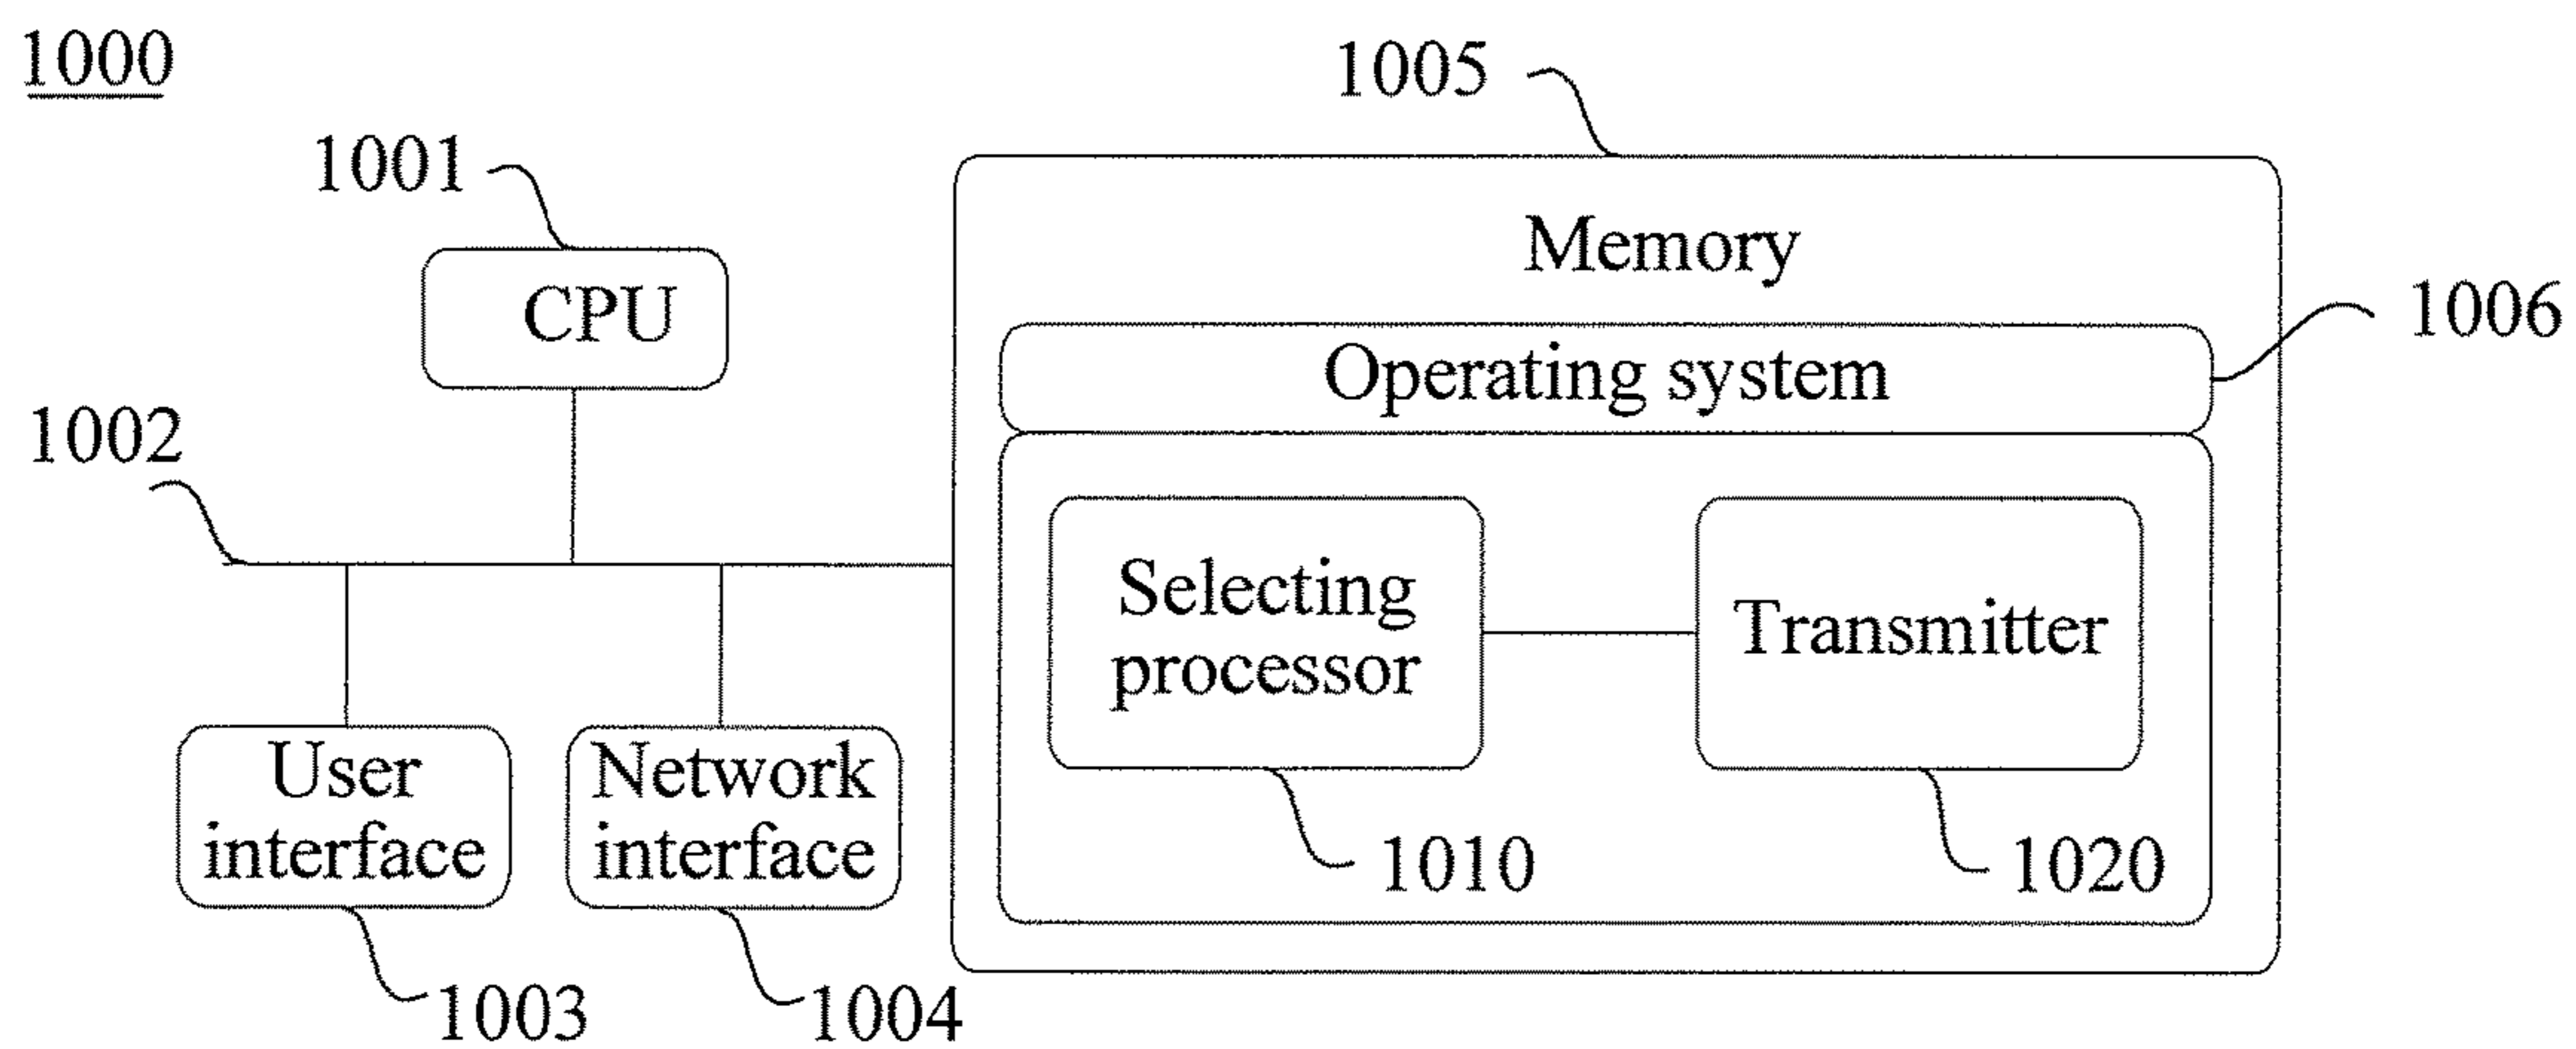 1000
1005
1001
Memory
CPU
1006
Operating system
1002
Selecting
processor
Transmitter
User
interface
Network
interface
1010
1020
1003
1004